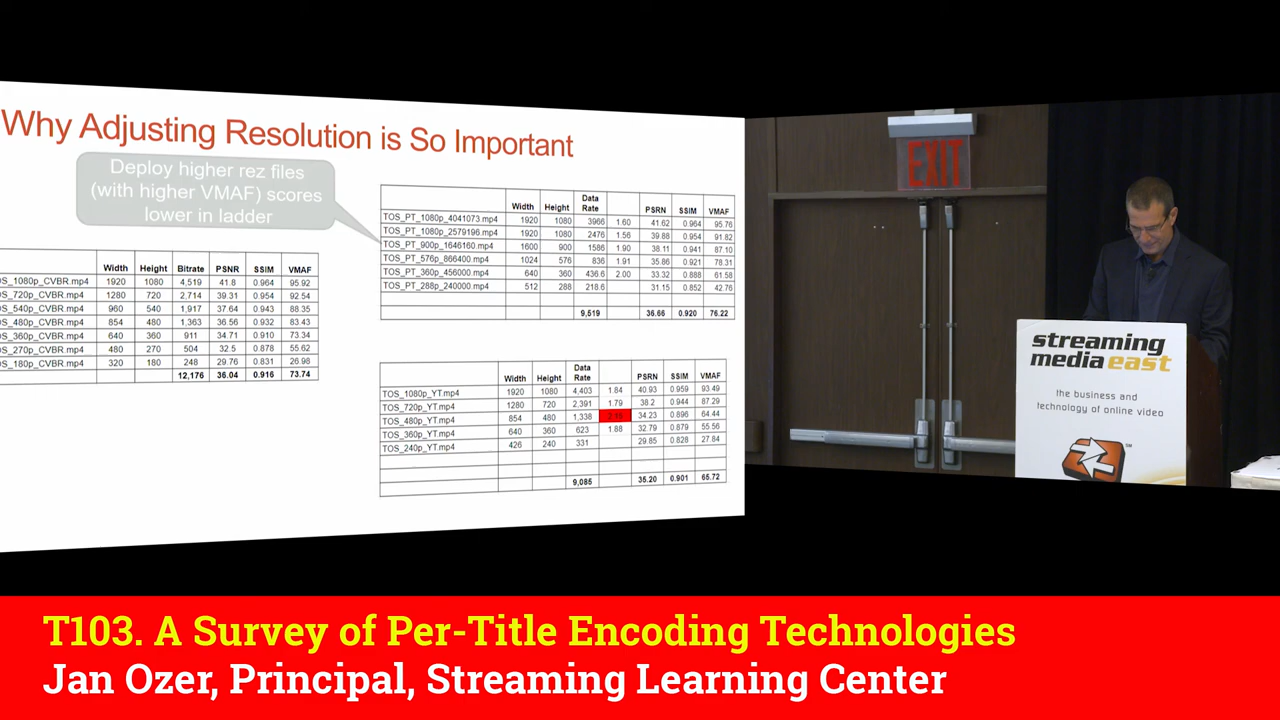 Why Adjusting Resolution is So Important
Deploy higher rez files
(with higher VMAF) scores
lower in ladder
Width Height Data Rate PSRN SSIM VMAF
TOS_PT_1080p_4041073.mp4 1920 1080 3966 1.60 41.62 0.964 95.76
TOS_PT_1080p_2579196.mp4 1920 1080 2476 1.56 39.88 0.954 91.82
TOS_PT_900p_1646160.mp4 1600 900 1586 1.90 38.11 0.941 87.10
TOS_PT_576p_866400.mp4 1024 576 836 1.91 35.86 0.921 78.31
TOS_PT_360p_456000.mp4 640 360 436.6 2.00 33.32 0.888 61.58
TOS_PT_288p_240000.mp4 512 288 218.6 31.15 0.852 42.76
9,519 36.66 0.920 76.22
Width Height Bitrate PSNR SSIM VMAF
OS_1080p_CVBR.mp4 1920 1080 4,519 41.8 0.964 95.92
OS_720p_CVBR.mp4 1280 720 2,714 39.31 0.954 92.54
OS_540p_CVBR.mp4 960 540 1,917 37.64 0.943 88.35
OS_480p_CVBR.mp4 854 480 1,363 36.56 0.932 83.43
OS_360p_CVBR.mp4 640 360 911 34.71 0.910 73.34
OS_270p_CVBR.mp4 480 270 504 32.5 0.878 55.62
OS_180p_CVBR.mp4 320 180 248 29.76 0.831 26.98
12,176 36.04 0.916 73.74
Width Height Data Rate PSRN SSIM VMAF
TOS_1080p_YT.mp4 1920 1080 4,403 1.84 40.93 0.959 93.49
TOS_720p_YT.mp4 1280 720 2,391 1.79 38.2 0.944 87.29
TOS_480p_YT.mp4 854 480 1,338 34.23 0.896 64.44
TOS_360p_YT.mp4 640 360 623 1.88 32.79 0.879 55.56
TOS_240p_YT.mp4 426 240 331 29.85 0.828 27.84
9,085 35.20 0.901 65.72
EXIT
streaming
media east
the business and
technology of online video
T103. A Survey of Per-Title Encoding Technologies
Jan Ozer, Principal, Streaming Learning Center